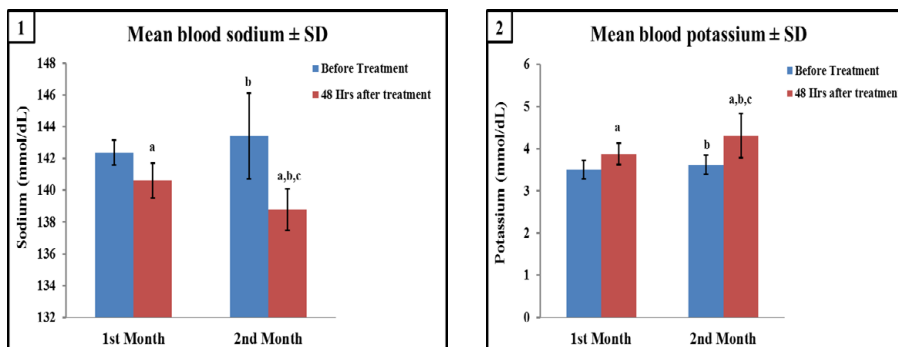 1
Mean blood sodium ± SD
Before Treatment
48 Hrs after treatment
Sodium (mmol/dL)
148
146
144
142
140
138
136
134
132
a
b
a,b,c
1st Month
2nd Month
2
Mean blood potassium ± SD
Before Treatment
48 Hrs after treatment
Potassium (mmol/dL)
6
5
4
3
2
1
0
a
b
a,b,c
1st Month
2nd Month